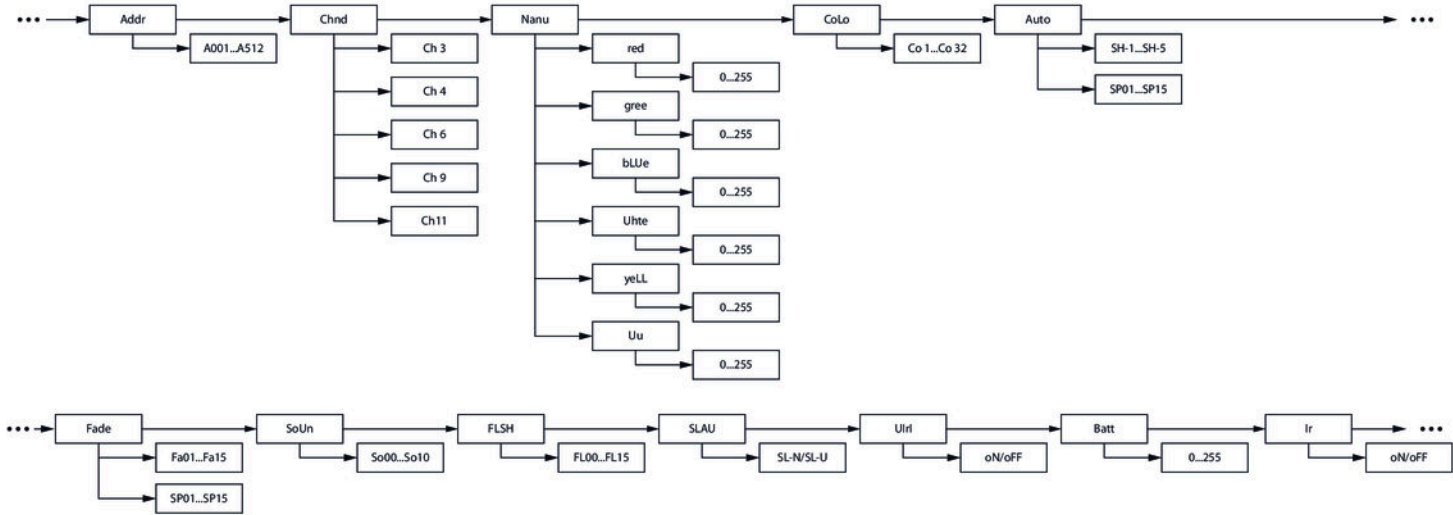 ••• Addr Chnd Nanu CoLo Auto •••
A001...A512 Ch 3 red Co 1...Co 32 SH-1...SH-5
0...255
Ch 4 gree SP01...SP15
Ch 6 0...255
bLUe
Ch 9 0...255
Ch11 Uhte
0...255
yeLL
0...255
Uu
0...255
••• Fade SoUn FLSH SLAU UIrI Batt Ir •••
Fa01...Fa15 So00...So10 FL00...FL15 SL-N/SL-U oN/oFF 0...255 oN/oFF
SP01...SP15